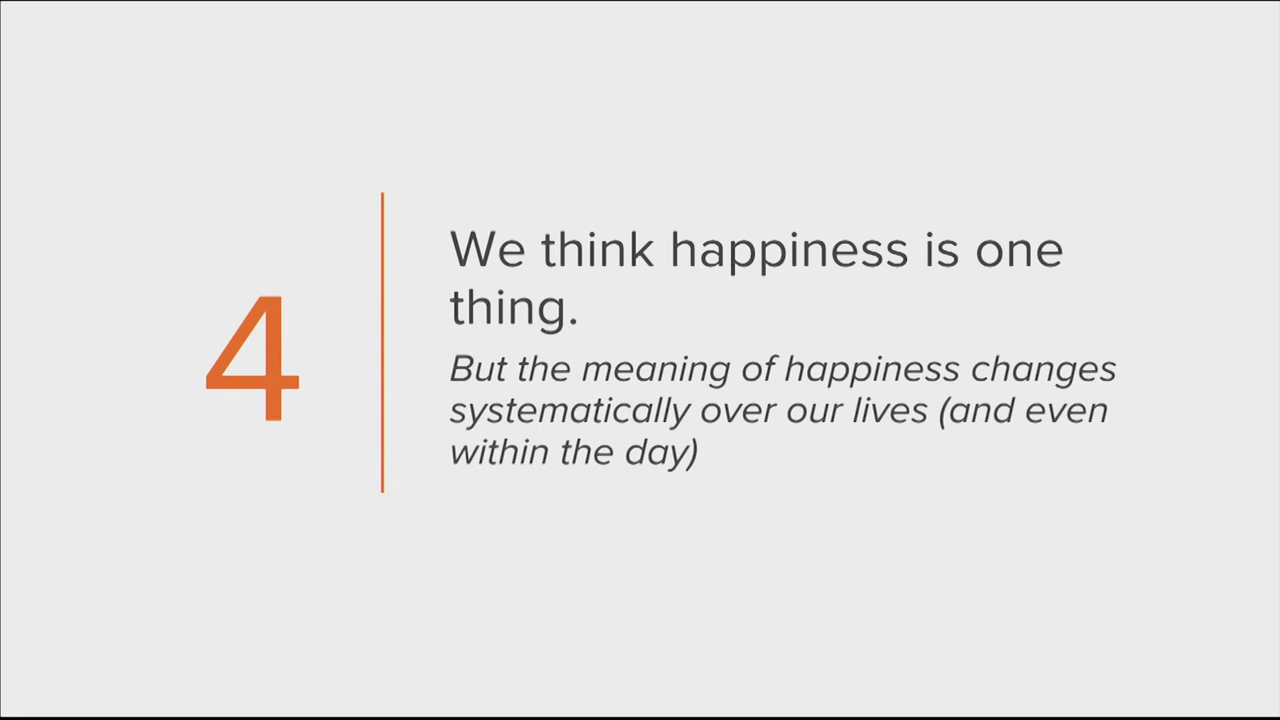 4
We think happiness is one
thing.
But the meaning of happiness changes
systematically over our lives (and even
within the day)